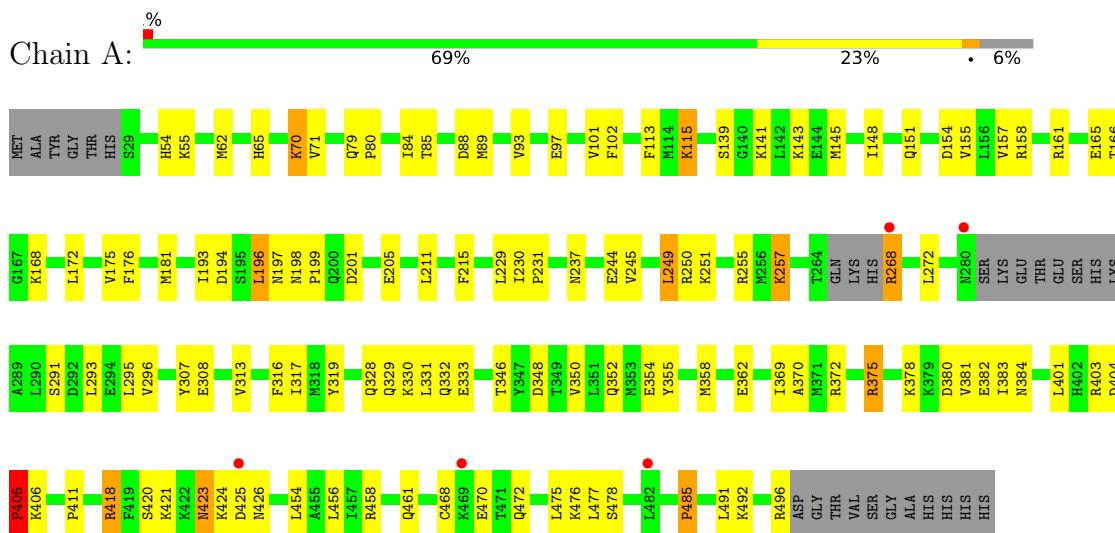 %
Chain A:
69% 23% • 6%
MET ALA TYR GLY THR HIS S29 H54 K55 M62 H65 K70 V71 Q79 P80 I84 T85 D88 M89 V93 E97 V101 F102 F113 M114 K115 S139 G140 K141 L142 K143 E144 M145 I148 Q151 D154 V155 L156 V157 R158 R161 E165 T166
G167 K168 L172 V175 F176 M181 I193 D194 S195 L196 N197 N198 P199 Q200 D201 E205 L211 F215 L229 I230 P231 N237 E244 V245 L249 R250 K251 R255 M256 K257 T264 GLN LYS HIS R268 L272 N280 SER LYS GLU THR GLU SER HIS LYS
A289 L290 S291 D292 L293 E294 L295 V296 Y307 E308 V313 F316 I317 M318 Y319 Q328 Q329 K330 L331 Q332 E333 T346 Y347 D348 T349 V350 L351 Q352 M353 E354 Y355 M358 E362 I369 A370 M371 R372 R375 K378 K379 D380 V381 E382 I383 N384 L401 H402 R403 D404
P405 K406 P411 R418 F419 S420 K421 K422 N423 K424 D425 N426 L454 A455 L456 I457 R458 Q461 C468 K469 E470 T471 Q472 L475 K476 L477 S478 L482 P485 L491 K492 R496 ASP GLY THR VAL SER GLY ALA HIS HIS HIS HIS